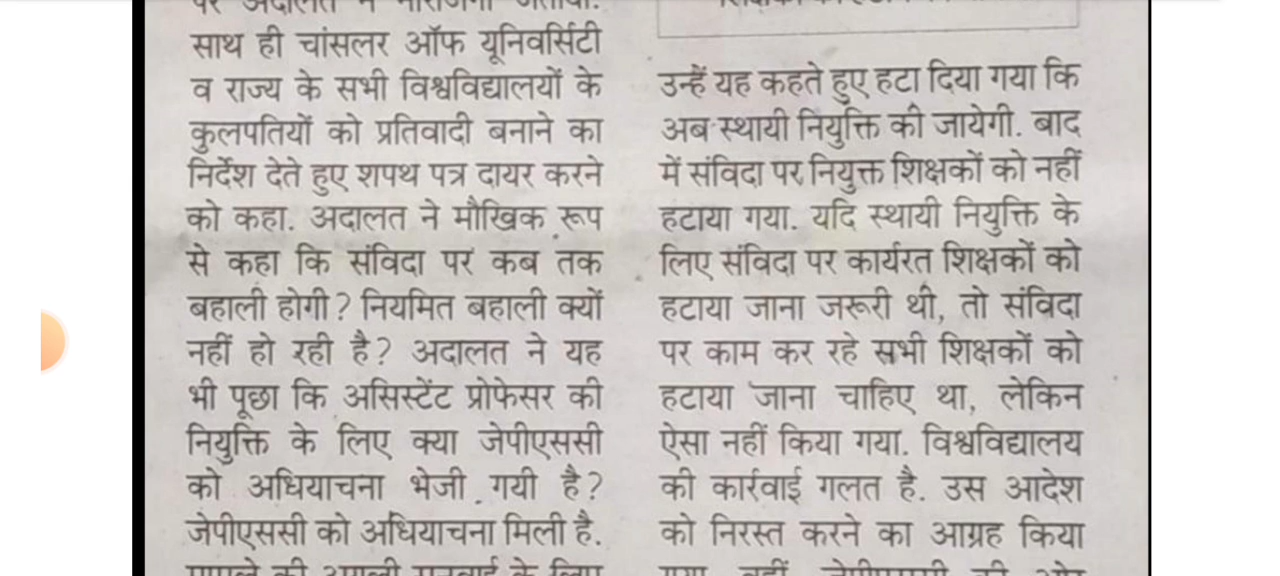 साथ ही चांसलर ऑफ यूनिवर्सिटी
व राज्य के सभी विश्वविद्यालयों के
कुलपतियों को प्रतिवादी बनाने का
निर्देश देते हुए शपथ पत्र दायर करने
को कहा. अदालत ने मौखिक रूप
से कहा कि संविदा पर कब तक
बहाली होगी? नियमित बहाली क्यों
नहीं हो रही है? अदालत ने यह
भी पूछा कि असिस्टेंट प्रोफेसर की
नियुक्ति के लिए क्या जेपीएससी
को अधियाचना भेजी गयी है?
जेपीएससी को अधियाचना मिली है.
उन्हें यह कहते हुए हटा दिया गया कि
अब स्थायी नियुक्ति की जायेगी. बाद
में संविदा पर नियुक्त शिक्षकों को नहीं
हटाया गया. यदि स्थायी नियुक्ति के
लिए संविदा पर कार्यरत शिक्षकों को
हटाया जाना जरूरी थी, तो संविदा
पर काम कर रहे सभी शिक्षकों को
हटाया जाना चाहिए था, लेकिन
ऐसा नहीं किया गया. विश्वविद्यालय
की कार्रवाई गलत है. उस आदेश
को निरस्त करने का आग्रह किया